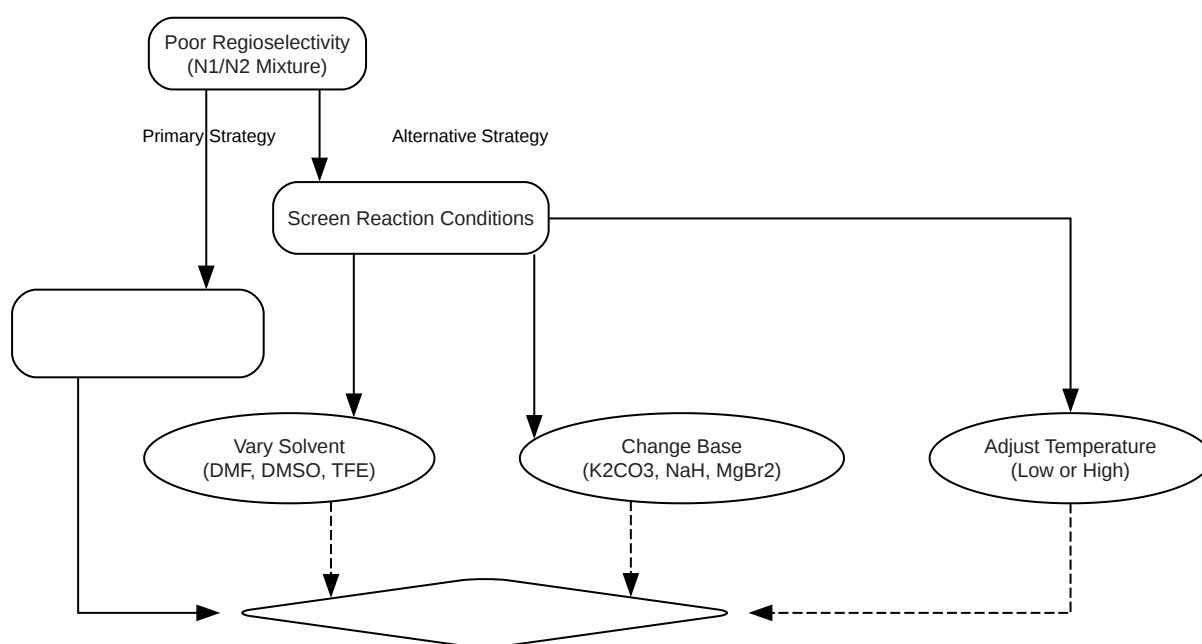 Poor Regioselectivity
(N1/N2 Mixture)
Primary Strategy
Alternative Strategy
Screen Reaction Conditions
Vary Solvent
(DMF, DMSO, TFE)
Change Base
(K2CO3, NaH, MgBr2)
Adjust Temperature
(Low or High)